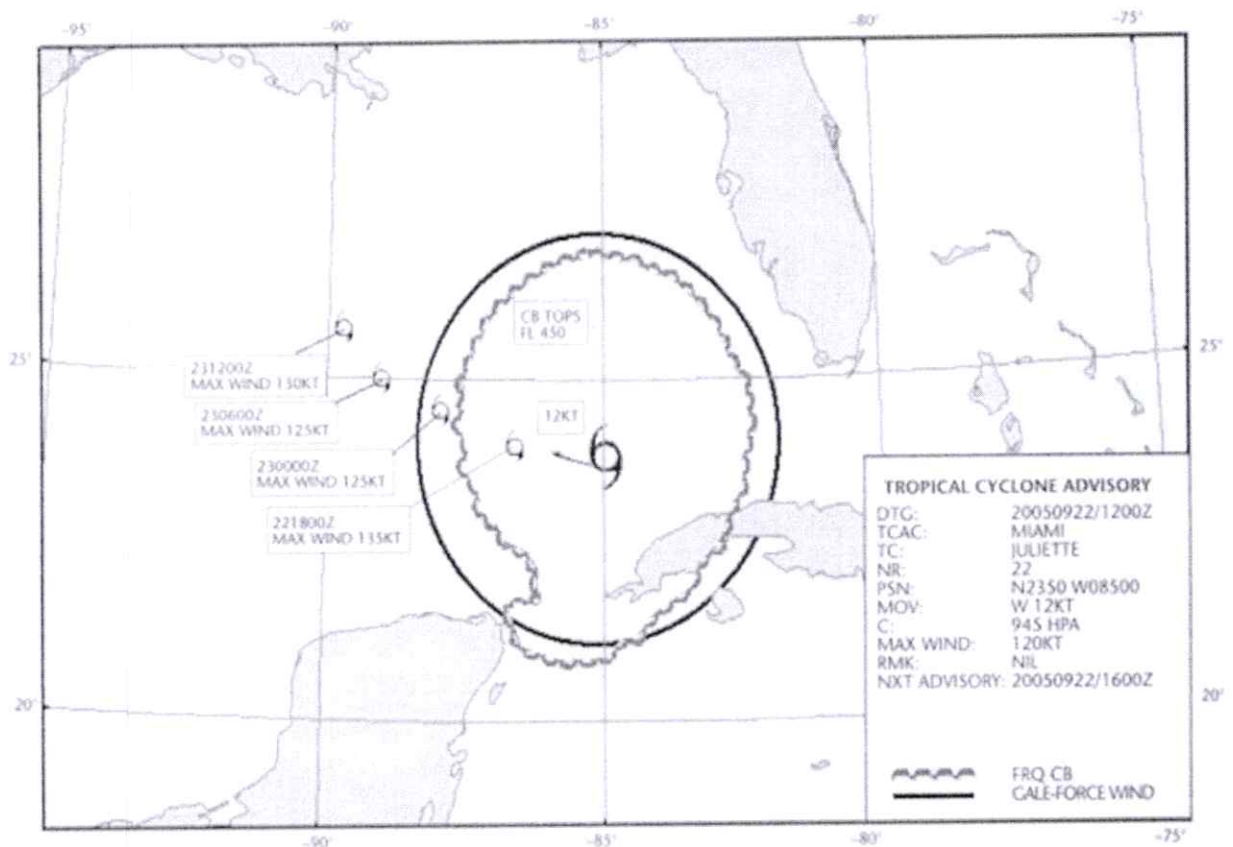 -95°
-90°
-85°
-80°
-75°
CB TOPS
FL 450
25°
25°
231200Z
MAX WIND 130KT
230600Z
MAX WIND 125KT
12KT
230000Z
MAX WIND 125KT
221800Z
MAX WIND 135KT
TROPICAL CYCLONE ADVISORY
DTG: 20050922/1200Z
TCAC: MIAMI
TC: JULIETTE
NR: 22
PSN: N2350 W08500
MOV: W 12KT
C: 945 HPA
MAX WIND: 120KT
RMK: NIL
NXT ADVISORY: 20050922/1600Z
20°
20°
FRQ CB
GALE-FORCE WIND
-90°
-85°
-80°
-75°